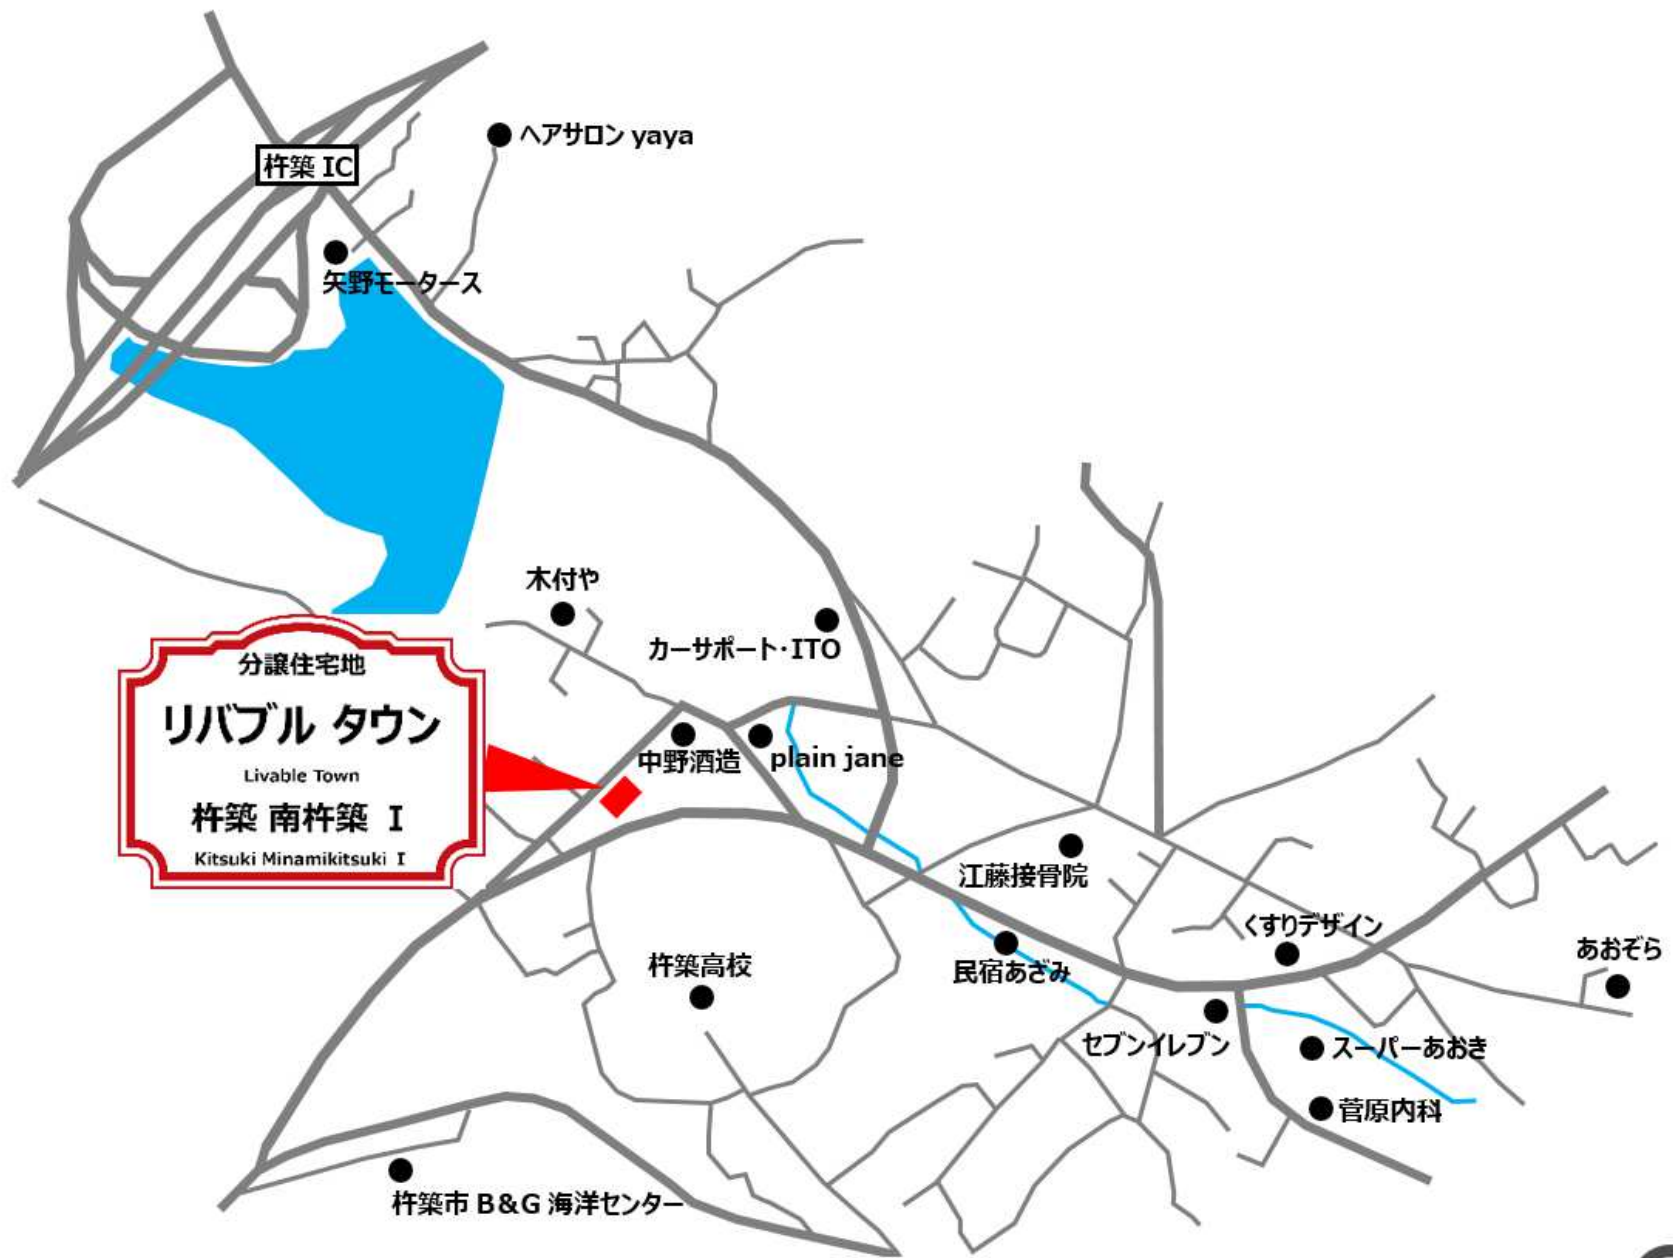 ヘアサロン yaya
杵築 IC
矢野モータース
木付や
カーサポート・ITO
分譲住宅地
リバブル タウン
Livable Town
杵築 南杵築 Ⅰ
Kitsuki Minamikitsuki Ⅰ
中野酒造
plain jane
江藤接骨院
くすりデザイン
あおぞら
杵築高校
民宿あざみ
セブンイレブン
スーパーあおき
菅原内科
杵築市 B&G 海洋センター